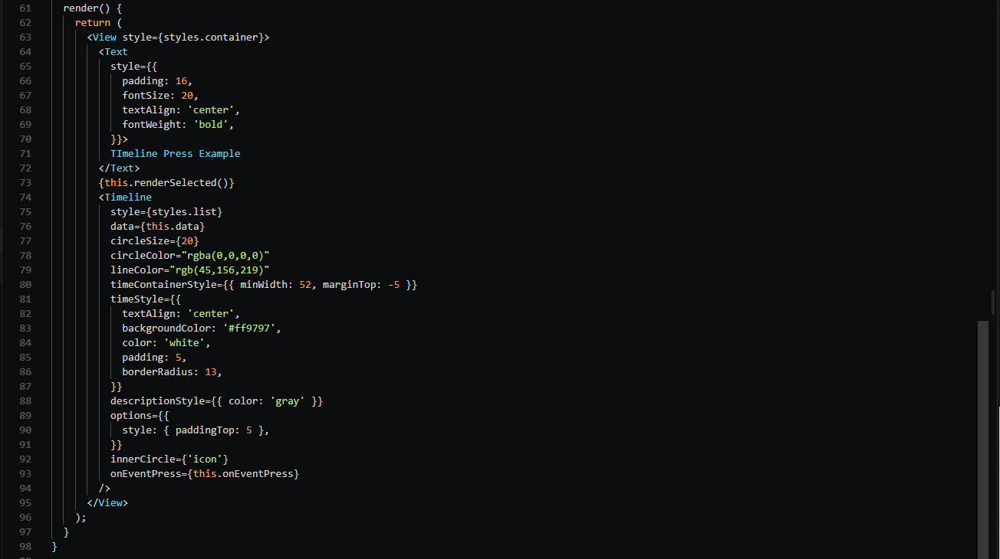 61 render() {
62 return (
63 <View style={styles.container}>
64 <Text
65 style={{
66 padding: 16,
67 fontSize: 20,
68 textAlign: 'center',
69 fontWeight: 'bold',
70 }}>
71 TImeline Press Example
72 </Text>
73 {this.renderSelected()}
74 <Timeline
75 style={styles.list}
76 data={this.data}
77 circleSize={20}
78 circleColor="rgba(0,0,0,0)"
79 lineColor="rgb(45,156,219)"
80 timeContainerStyle={{ minWidth: 52, marginTop: -5 }}
81 timeStyle={{
82 textAlign: 'center',
83 backgroundColor: '#ff9797',
84 color: 'white',
85 padding: 5,
86 borderRadius: 13,
87 }}
88 descriptionStyle={{ color: 'gray' }}
89 options={{
90 style: { paddingTop: 5 },
91 }}
92 innerCircle={'icon'}
93 onEventPress={this.onEventPress}
94 />
95 </View>
96 );
97 }
98 }